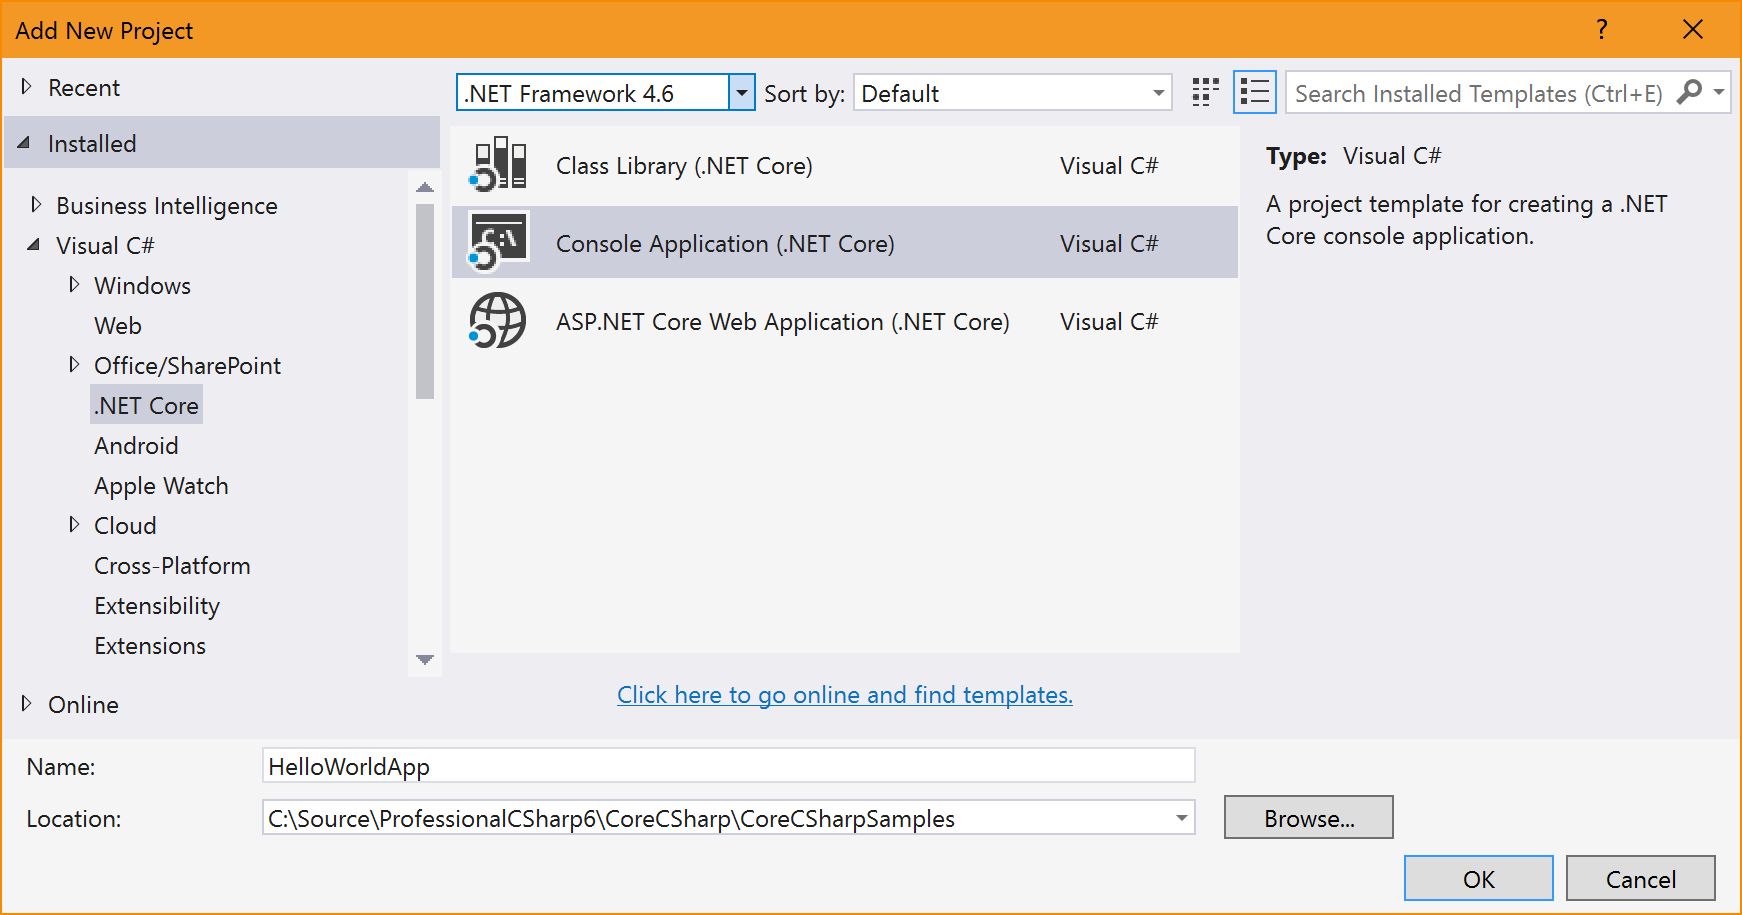 Add New Project ?
Recent
Installed
Business Intelligence
Visual C#
Windows
Web
Office/SharePoint
.NET Core
Android
Apple Watch
Cloud
Cross-Platform
Extensibility
Extensions
Online
.NET Framework 4.6 Sort by: Default Search Installed Templates (Ctrl+E)
Class Library (.NET Core) Visual C#
C:\
Console Application (.NET Core) Visual C#
ASP.NET Core Web Application (.NET Core) Visual C#
Click here to go online and find templates.
Type: Visual C#
A project template for creating a .NET
Core console application.
Name: HelloWorldApp
Location: C:\Source\ProfessionalCSharp6\CoreCSharp\CoreCSharpSamples Browse...
OK Cancel